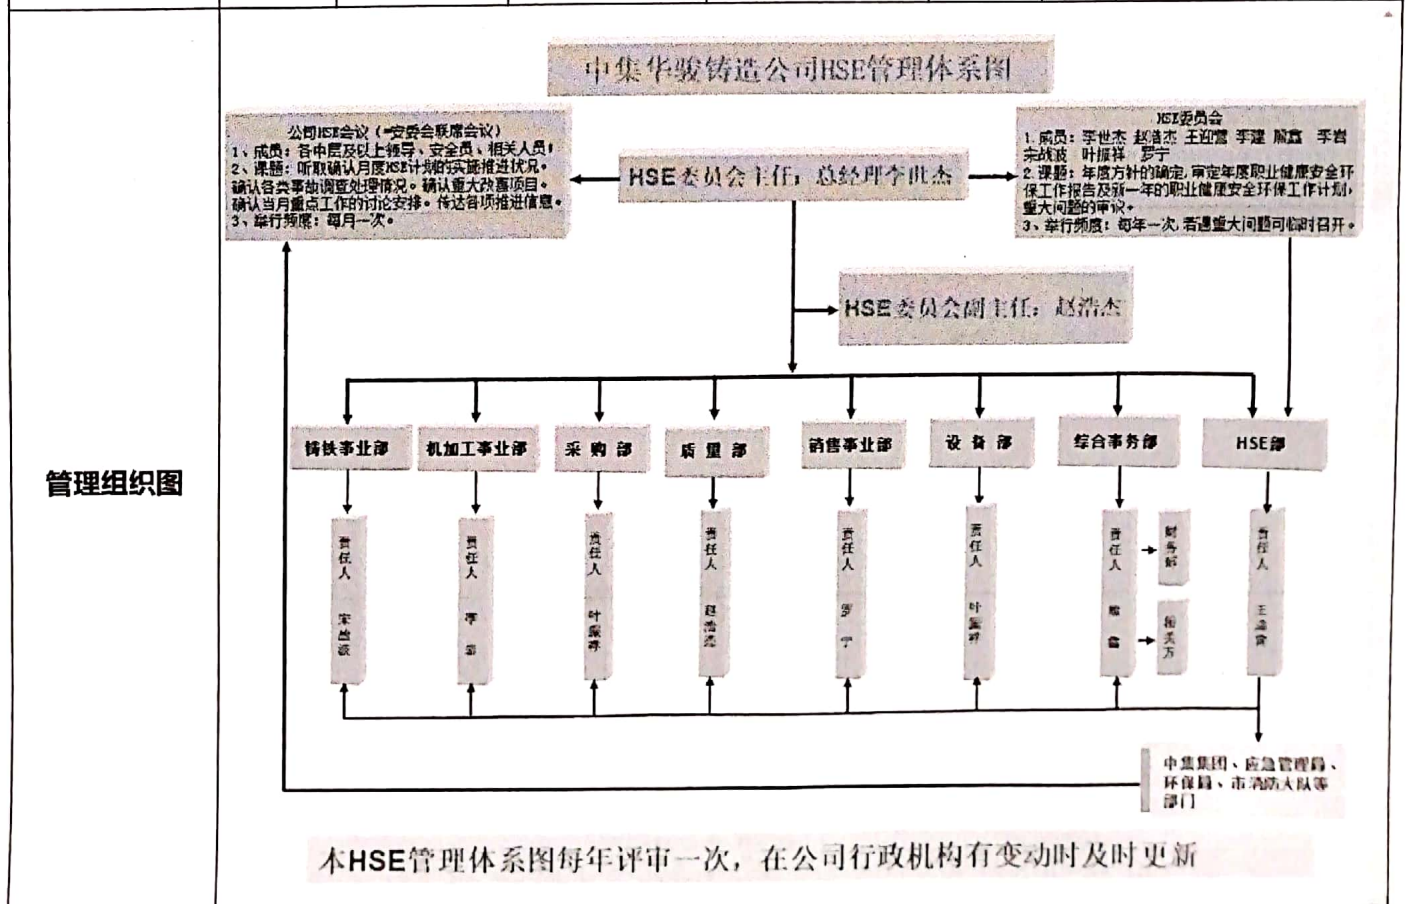 中集华骏铸造公司HSE管理体系图
公司HSE会议（=安委会联席会议）
1、成员：各中层及以上领导、安全员、相关人员；
2、课题：听取确认月度HSE计划的实施推进状况。
确认各类事故调查处理情况。确认重大改善项目。
确认当月重点工作的讨论安排。传达各项推进信息。
3、举行频度：每月一次。
HSE委员会主任：总经理李世杰
HSE委员会
1.成员：李世杰 赵浩杰 王迎营 李建 熊鑫 李岩
宋战波 叶振祥 罗宁
2.课题：年度方针的确定,审定年度职业健康安全环
保工作报告及新一年的职业健康安全环保工作计划,
重大问题的审议。
3、举行频度：每年一次,若遇重大问题可临时召开。
HSE委员会副主任：赵浩杰
铸铁事业部
机加工事业部
采购部
质量部
销售事业部
设备部
综合事务部
HSE部
管理组织图
责任人 宋战波
责任人 李
责任人 叶振祥
责任人 赵浩杰
责任人 罗宁
责任人 叶振祥
责任人 熊鑫
财务部
相关方
责任人 王迎营
中集集团、应急管理局、
环保局、市消防大队等
部门
本HSE管理体系图每年评审一次，在公司行政机构有变动时及时更新